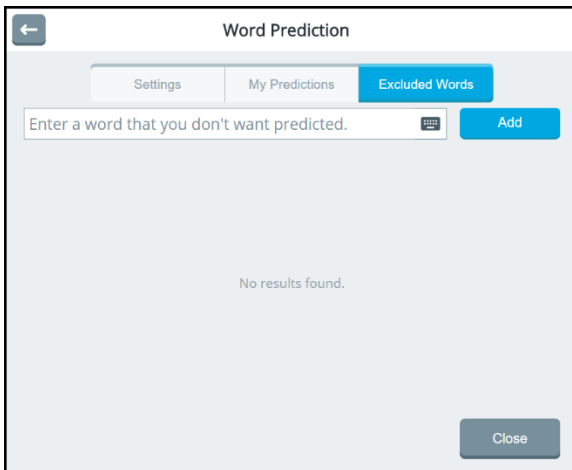 Word Prediction
Settings My Predictions Excluded Words
Enter a word that you don't want predicted. Add
No results found.
Close